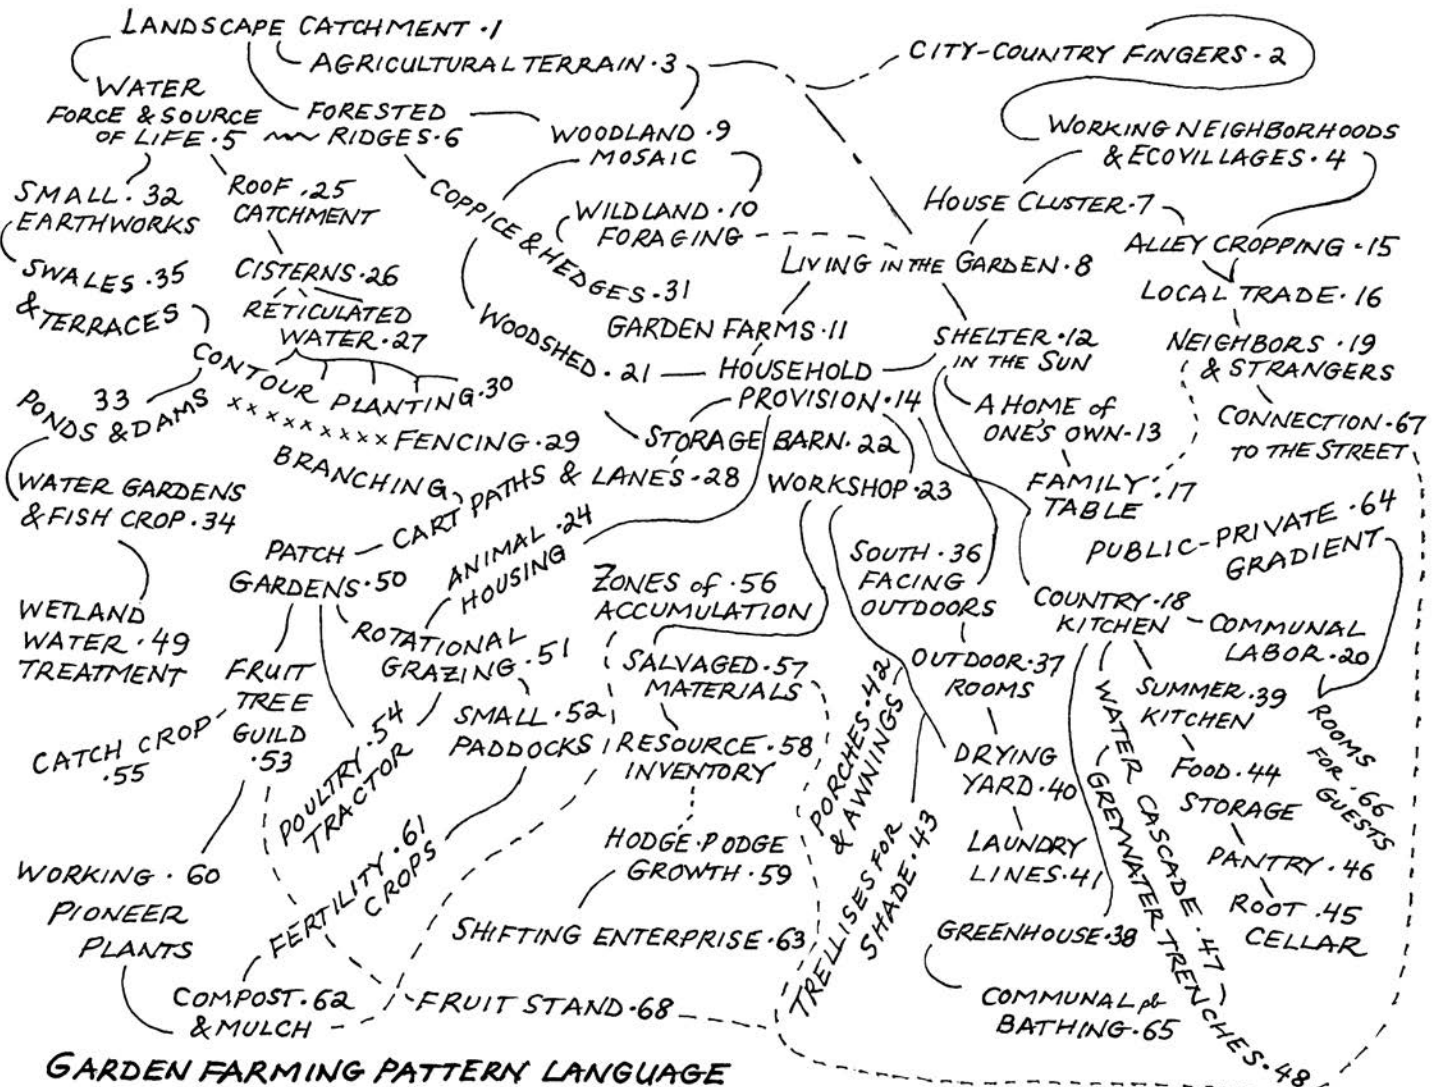 LANDSCAPE CATCHMENT · 1
AGRICULTURAL TERRAIN · 3
CITY-COUNTRY FINGERS · 2
WATER
FORCE & SOURCE
OF LIFE · 5
FORESTED
RIDGES · 6
WOODLAND · 9
MOSAIC
WORKING NEIGHBORHOODS
& ECOVILLAGES · 4
SMALL · 32
EARTHWORKS
ROOF · 25
CATCHMENT
COPPICE & HEDGES · 31
WILDLAND · 10
FORAGING
HOUSE CLUSTER · 7
ALLEY CROPPING · 15
LIVING IN THE GARDEN · 8
SWALES · 35
& TERRACES
CISTERNS · 26
LOCAL TRADE · 16
RETICULATED
WATER · 27
WOODSHED · 21
GARDEN FARMS · 11
SHELTER · 12
IN THE SUN
NEIGHBORS · 19
& STRANGERS
CONTOUR PLANTING · 30
HOUSEHOLD
PROVISION · 14
33
PONDS & DAMS
A HOME of
ONE'S OWN - 13
CONNECTION · 67
TO THE STREET
xxxxxxxxx FENCING · 29
STORAGE BARN · 22
BRANCHING
CART PATHS & LANES · 28
WORKSHOP · 23
FAMILY · 17
TABLE
WATER GARDENS
& FISH CROP · 34
PUBLIC-PRIVATE · 64
GRADIENT
PATCH
GARDENS · 50
ANIMAL · 24
HOUSING
ZONES of · 56
ACCUMULATION
SOUTH · 36
FACING
OUTDOORS
COUNTRY · 18
KITCHEN
COMMUNAL
LABOR · 20
WETLAND
WATER · 49
TREATMENT
ROTATIONAL
GRAZING · 51
FRUIT
TREE
GUILD
· 53
SALVAGED · 57
MATERIALS
PORCHES · 42
& AWNINGS
OUTDOOR · 37
ROOMS
SUMMER · 39
KITCHEN
ROOMS
FOR · 66
GUESTS
CATCH CROP
· 55
POULTRY · 54
TRACTOR
SMALL · 52
PADDOCKS
RESOURCE · 58
INVENTORY
DRYING
YARD · 40
WATER CASCADE · 47
GREYWATER TRENCHES · 48
FOOD · 44
STORAGE
HODGE · PODGE
GROWTH · 59
TRELLISES FOR
SHADE · 43
LAUNDRY
LINES · 41
PANTRY · 46
WORKING · 60
PIONEER
PLANTS
FERTILITY · 61
CROPS
SHIFTING ENTERPRISE · 63
GREENHOUSE · 38
ROOT · 45
CELLAR
COMPOST · 62
& MULCH
FRUIT STAND · 68
COMMUNAL
BATHING · 65
GARDEN FARMING PATTERN LANGUAGE